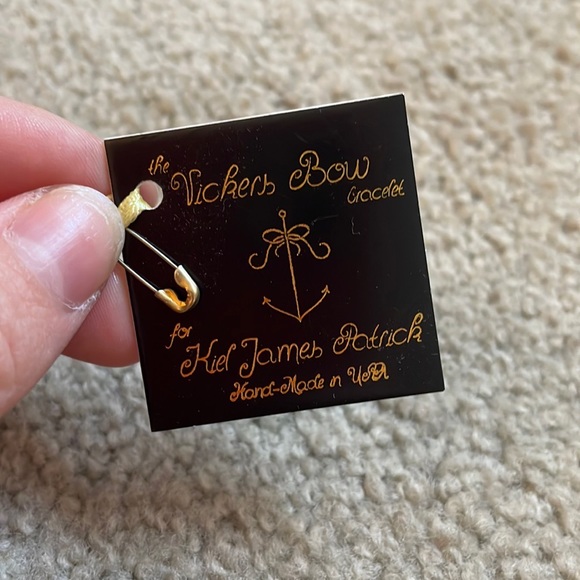 the
Vickers Bow
bracelet
for
Kiel James Patrick
Hand-Made in USA